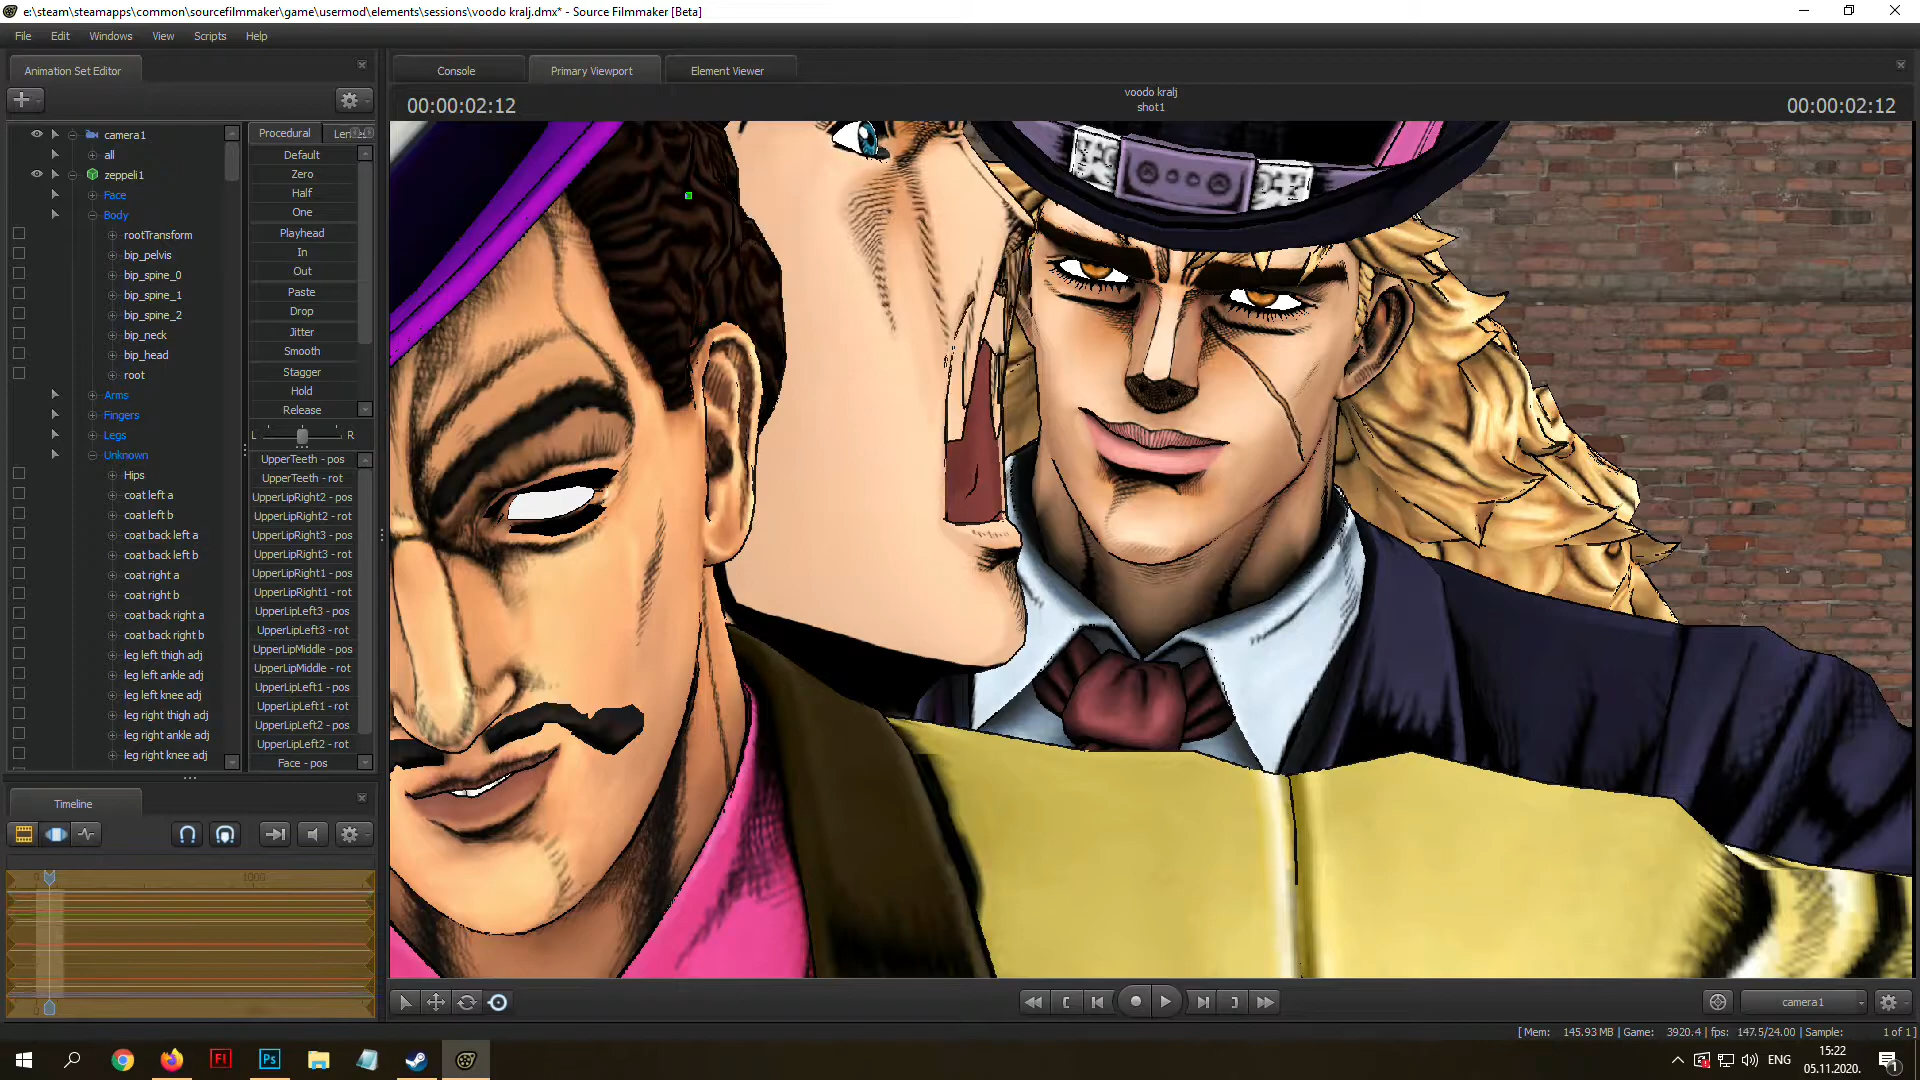 e:\steam\steamapps\common\sourcefilmmaker\game\usermod\elements\sessions\voodo kralj.dmx* - Source Filmmaker [Beta]
File Edit Windows View Scripts Help
Animation Set Editor
Console Primary Viewport Element Viewer
00:00:02:12
voodo kralj
shot1
00:00:02:12
camera1
all
zeppeli1
Face
Body
rootTransform
bip_pelvis
bip_spine_0
bip_spine_1
bip_spine_2
bip_neck
bip_head
root
Arms
Fingers
Legs
Unknown
Hips
coat left a
coat left b
coat back left a
coat back left b
coat right a
coat right b
coat back right a
coat back right b
leg left thigh adj
leg left ankle adj
leg left knee adj
leg right thigh adj
leg right ankle adj
leg right knee adj
Procedural
Default
Zero
Half
One
Playhead
In
Out
Paste
Drop
Jitter
Smooth
Stagger
Hold
Release
L R
UpperTeeth - pos
UpperTeeth - rot
UpperLipRight2 - pos
UpperLipRight2 - rot
UpperLipRight3 - pos
UpperLipRight3 - rot
UpperLipRight1 - pos
UpperLipRight1 - rot
UpperLipLeft3 - pos
UpperLipLeft3 - rot
UpperLipMiddle - pos
UpperLipMiddle - rot
UpperLipLeft1 - pos
UpperLipLeft1 - rot
UpperLipLeft2 - pos
UpperLipLeft2 - rot
Face - pos
Timeline
0 1000
camera1
[ Mem: 145.93 MB | Game: 3920.4 | fps: 147.5/24.00 | Sample: 1 of 1 ]
Fl Ps
ENG
15:22
05.11.2020.
1